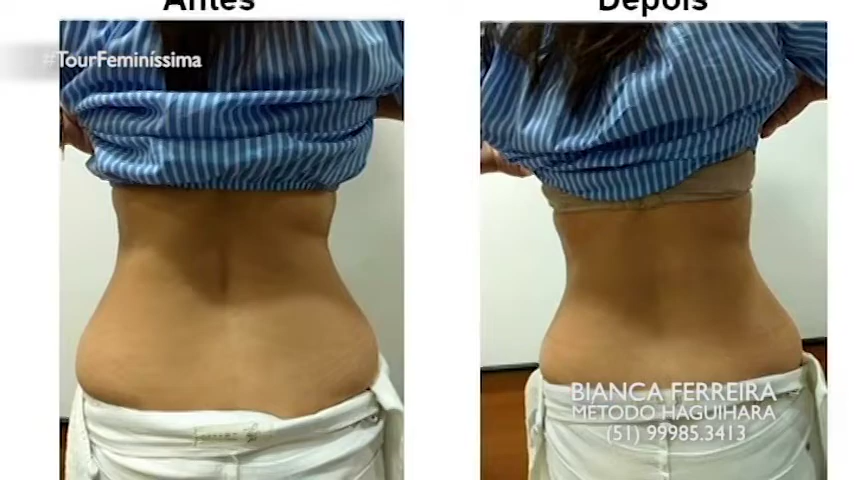 Antes
Depois
#TourFeminíssima
BIANCA FERREIRA
MÉTODO HAGUIHARA
(51) 99985.3413